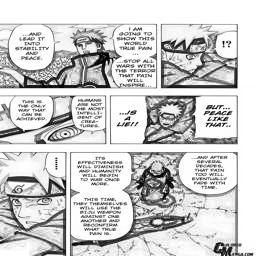 !?
I AM
GOING TO
SHOW THIS
WORLD
TRUE PAIN
...
...STOP ALL
WARS WITH
THE TERROR
THAT PAIN
WILL
INSPIRE...
...AND
LEAD IT
INTO
STABILITY
AND
PEACE.
BUT...
PEACE
LIKE
THAT..
...IS
A
LIE!!
HUMANS ARE
NOT THE
MOST
INTELLI-
GENT OF
CREA-
TURES.
THIS IS THE
ONLY WAY
THAT CAN
BE
ACHIEVED.
...AND AFTER
SEVERAL
DECADES,
THAT PAIN
TOO WILL
EVENTUALLY
FADE WITH
TIME.
ITS
EFFECTIVENESS
WILL DIMINISH
AND HUMANITY
WILL BEGIN
TO WAR
ONCE MORE.
THIS TIME,
THEY THEMSELVES
WILL USE THE
BIJU WEAPON
AGAINST ONE
ANOTHER
AND RECONFIRM
WHAT TRUE
PAIN IS.